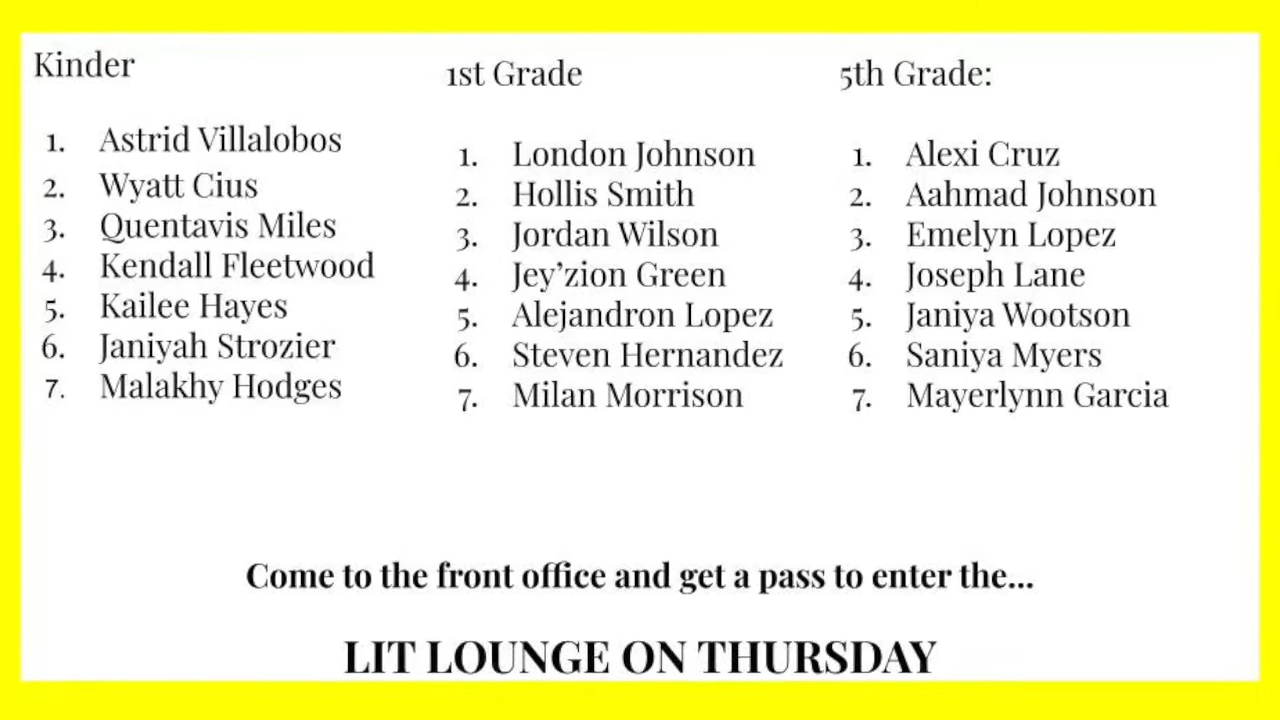 Kinder
1. Astrid Villalobos
2. Wyatt Cius
3. Quentavis Miles
4. Kendall Fleetwood
5. Kailee Hayes
6. Janiyah Strozier
7. Malakhy Hodges
1st Grade
1. London Johnson
2. Hollis Smith
3. Jordan Wilson
4. Jey’zion Green
5. Alejandron Lopez
6. Steven Hernandez
7. Milan Morrison
5th Grade:
1. Alexi Cruz
2. Aahmad Johnson
3. Emelyn Lopez
4. Joseph Lane
5. Janiya Wootson
6. Saniya Myers
7. Mayerlynn Garcia
Come to the front office and get a pass to enter the...
LIT LOUNGE ON THURSDAY